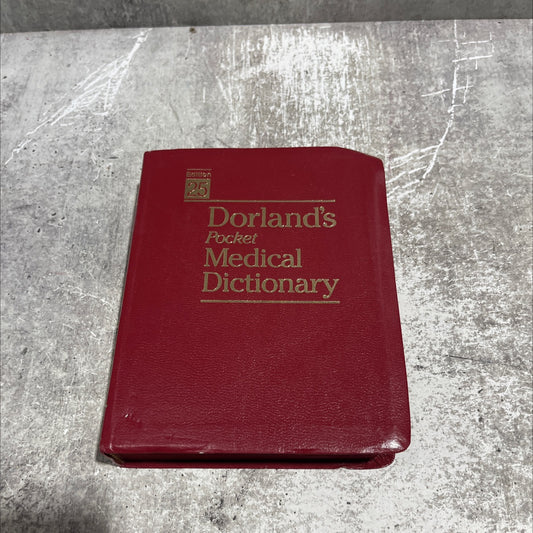 Edition
25
Dorland's
Pocket
Medical
Dictionary